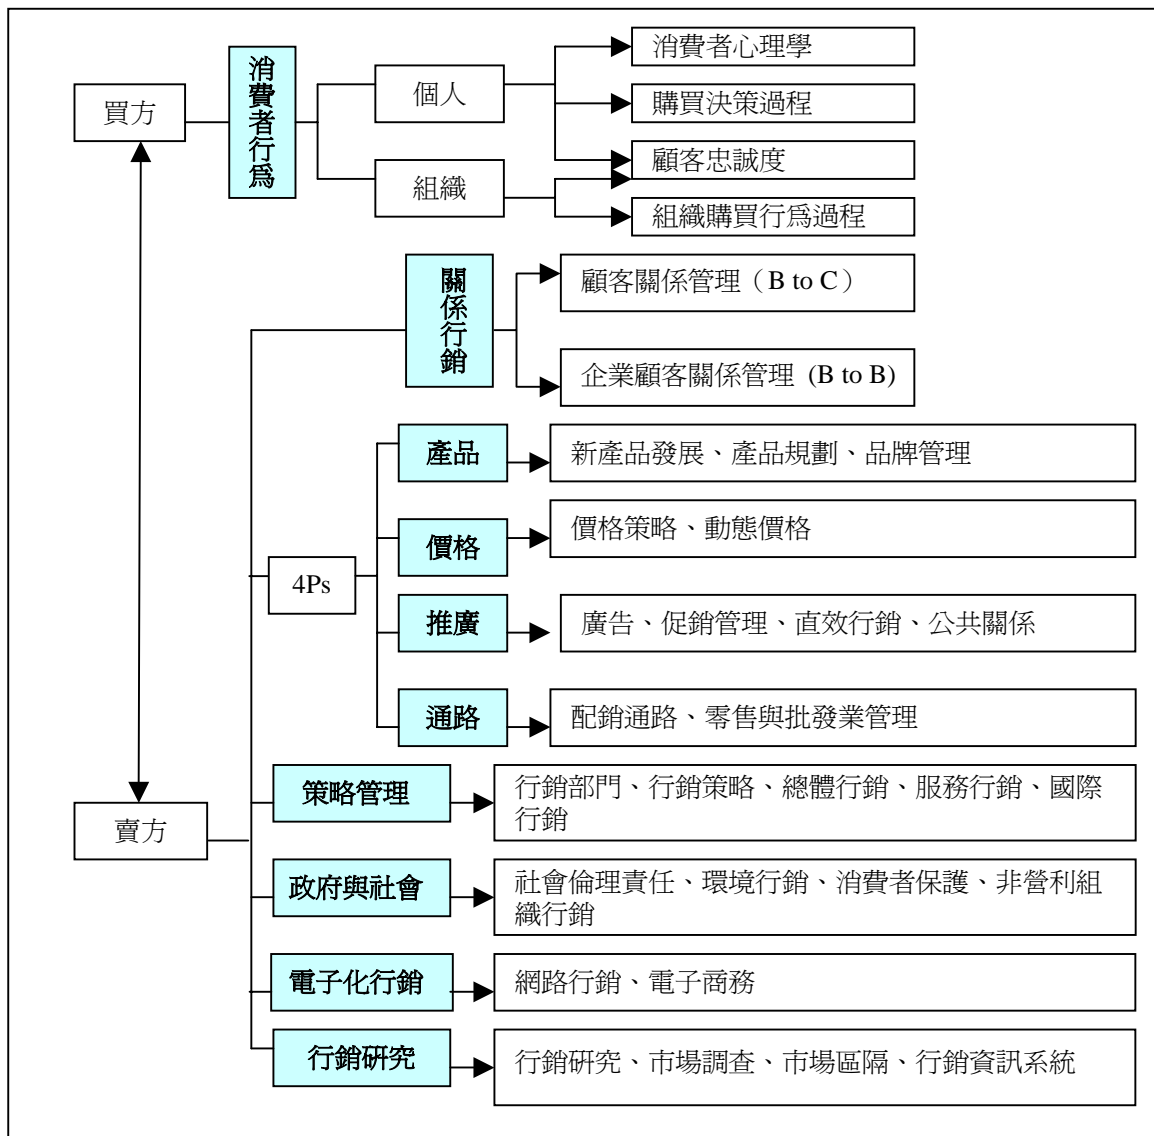 買方
消費者行為
個人
消費者心理學
購買決策過程
顧客忠誠度
組織
組織購買行為過程
關係行銷
顧客關係管理（B to C）
企業顧客關係管理 (B to B)
4Ps
產品
新產品發展、產品規劃、品牌管理
價格
價格策略、動態價格
推廣
廣告、促銷管理、直效行銷、公共關係
通路
配銷通路、零售與批發業管理
賣方
策略管理
行銷部門、行銷策略、總體行銷、服務行銷、國際
行銷
政府與社會
社會倫理責任、環境行銷、消費者保護、非營利組
織行銷
電子化行銷
網路行銷、電子商務
行銷研究
行銷研究、市場調查、市場區隔、行銷資訊系統